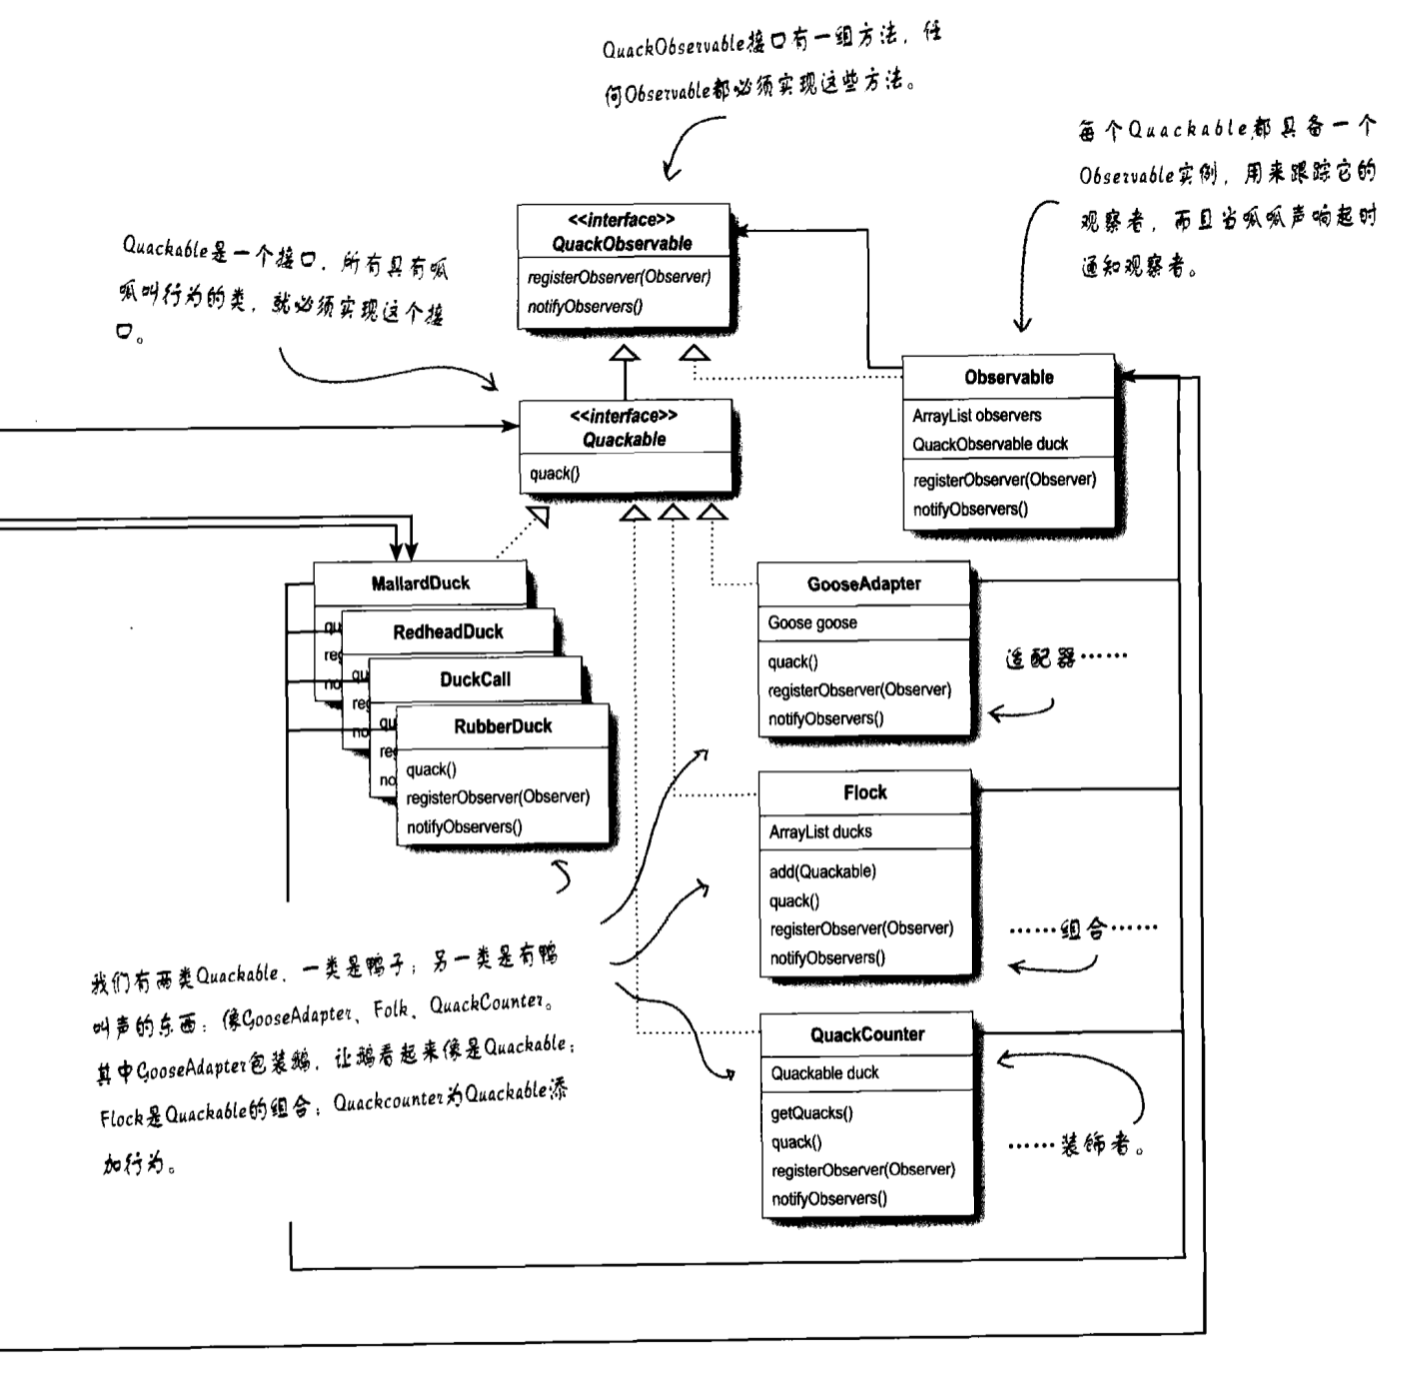 QuackObservable接口有一组方法，任
何Observable都必须实现这些方法。
每个Quackable都具备一个
Observable实例，用来跟踪它的
观察者，而且当呱呱声响起时
通知观察者。
Quackable是一个接口，所有具有呱
呱叫行为的类，就必须实现这个接
口。
<<interface>>
QuackObservable
registerObserver(Observer)
notifyObservers()
<<interface>>
Quackable
quack()
Observable
ArrayList observers
QuackObservable duck
registerObserver(Observer)
notifyObservers()
MallardDuck
qu
reg
no
RedheadDuck
qu
reg
no
DuckCall
qu
reg
no
RubberDuck
quack()
registerObserver(Observer)
notifyObservers()
GooseAdapter
Goose goose
quack()
registerObserver(Observer)
notifyObservers()
适配器……
Flock
ArrayList ducks
add(Quackable)
quack()
registerObserver(Observer)
notifyObservers()
……组合……
QuackCounter
Quackable duck
getQuacks()
quack()
registerObserver(Observer)
notifyObservers()
……装饰者。
我们有两类Quackable，一类是鸭子；另一类是有鸭
叫声的东西：像GooseAdapter、Folk、QuackCounter。
其中GooseAdapter包装鹅，让鹅看起来像是Quackable；
Flock是Quackable的组合；Quackcounter为Quackable添
加行为。